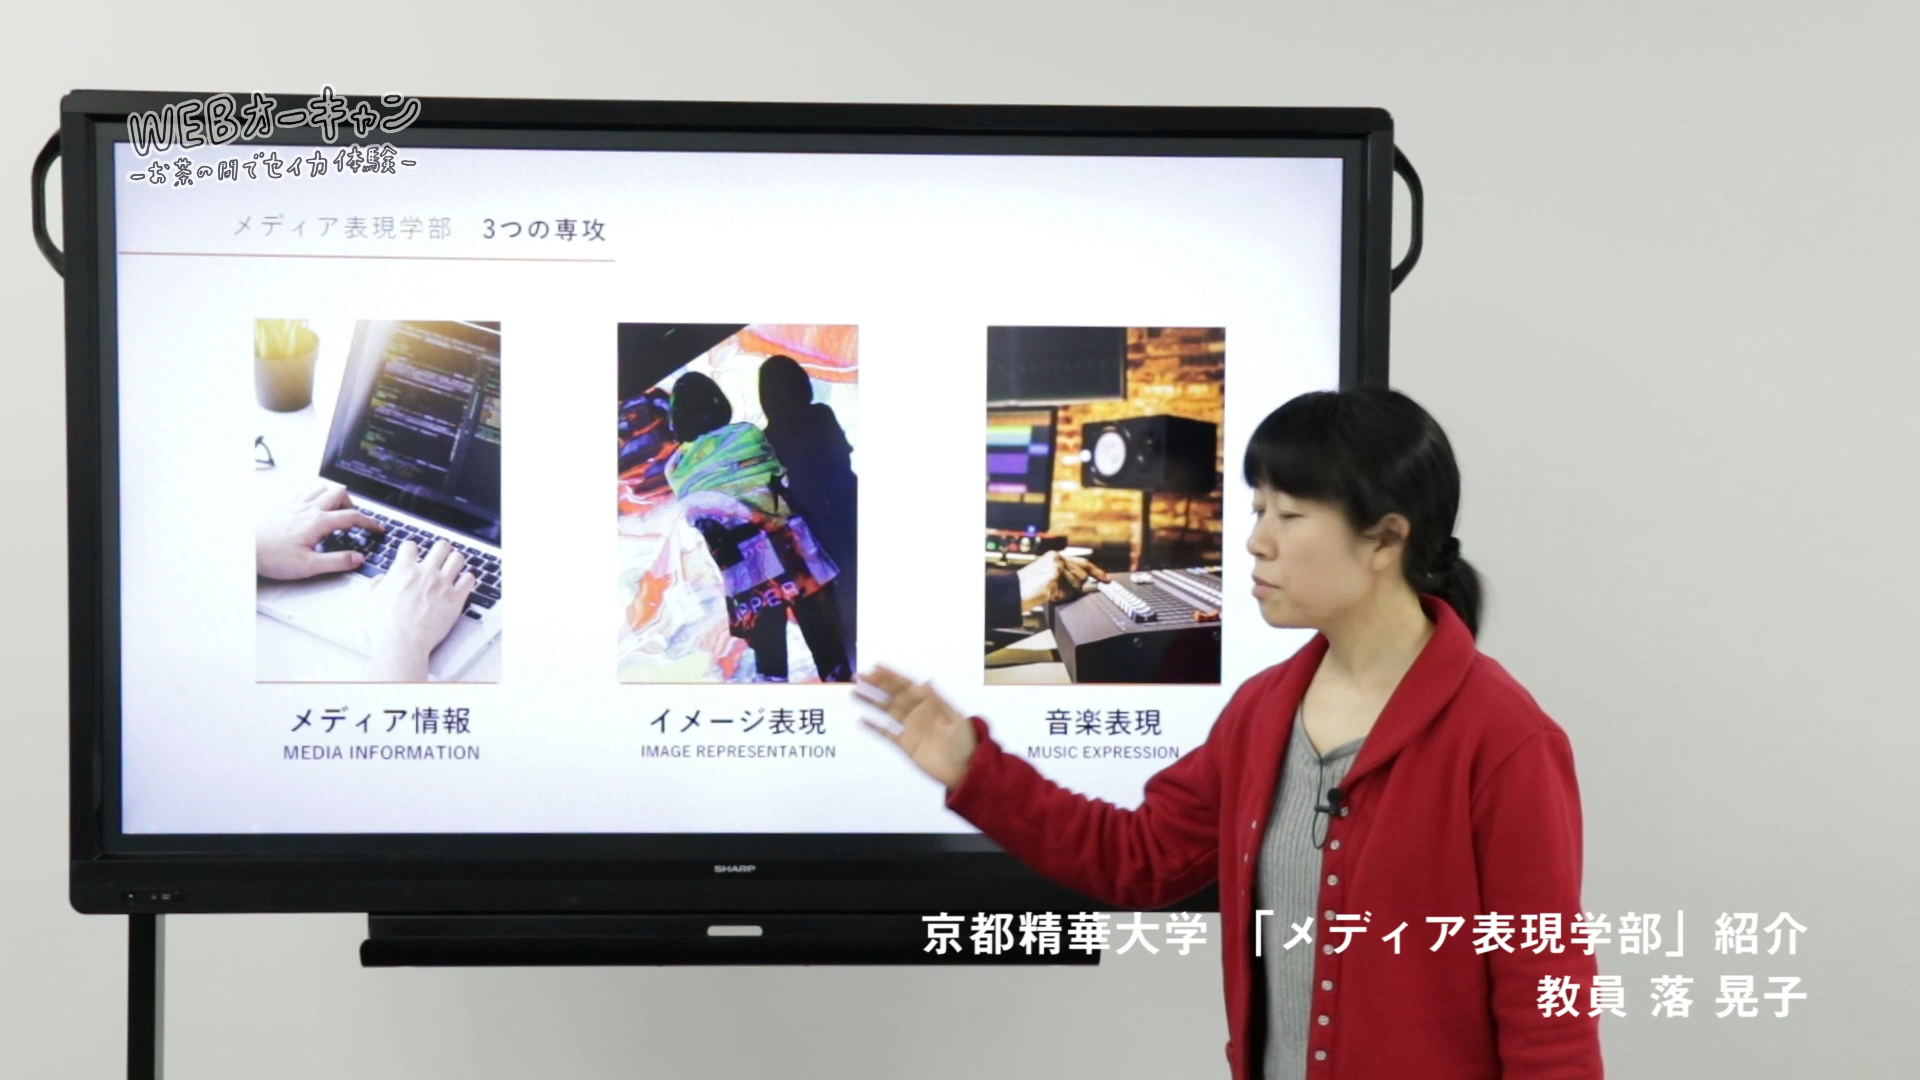 WEBオーキャン
-お茶の間でセイカ体験-
メディア表現学部 3つの専攻
メディア情報
MEDIA INFORMATION
イメージ表現
IMAGE REPRESENTATION
音楽表現
MUSIC EXPRESSION
SHARP
京都精華大学「メディア表現学部」紹介
教員 落 晃子